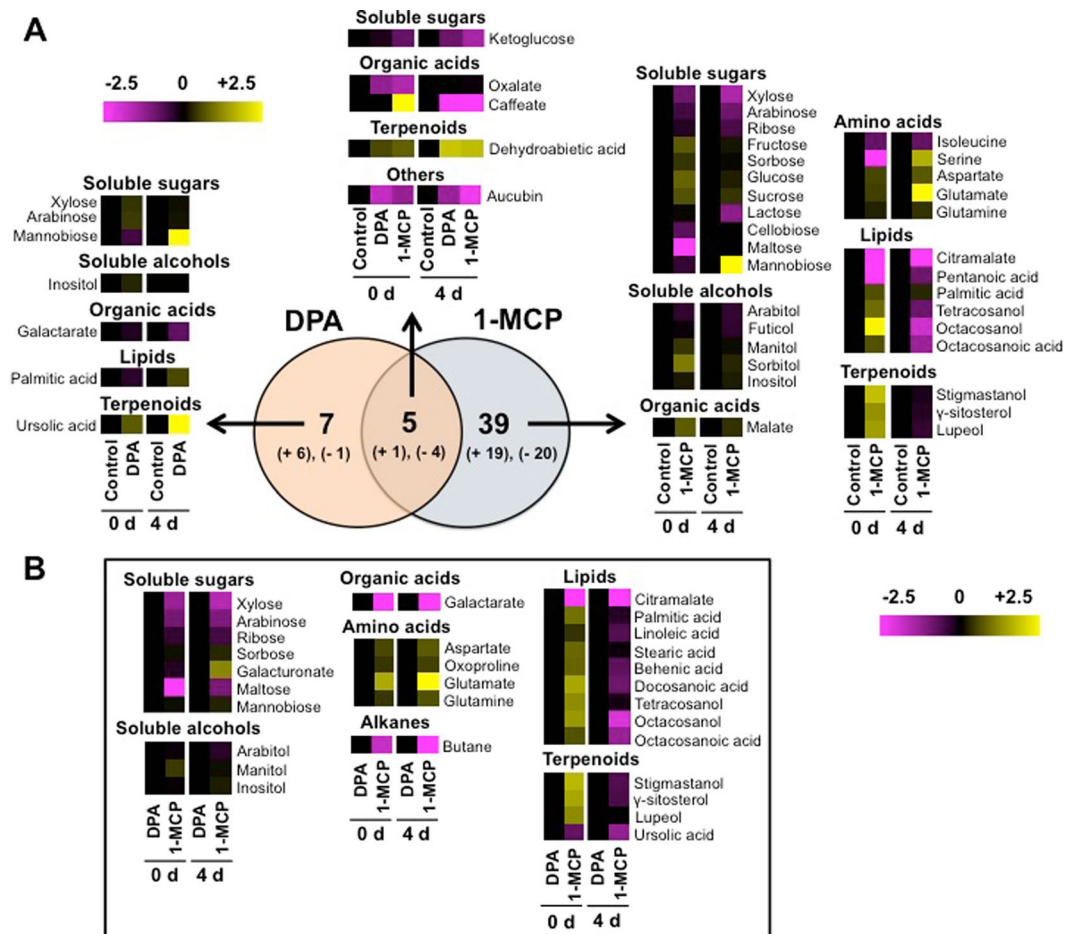 A
-2.5 0 +2.5
Soluble sugars
Xylose
Arabinose
Mannobiose
Soluble alcohols
Inositol
Organic acids
Galactarate
Lipids
Palmitic acid
Terpenoids
Ursolic acid
Control
DPA
Control
DPA
0 d
4 d
Soluble sugars
Ketoglucose
Organic acids
Oxalate
Caffeate
Terpenoids
Dehydroabietic acid
Others
Aucubin
Control
DPA
1-MCP
Control
DPA
1-MCP
0 d
4 d
DPA
1-MCP
7
(+ 6), (- 1)
5
(+ 1), (- 4)
39
(+ 19), (- 20)
Soluble sugars
Xylose
Arabinose
Ribose
Fructose
Sorbose
Glucose
Sucrose
Lactose
Cellobiose
Maltose
Mannobiose
Soluble alcohols
Arabitol
Futicol
Manitol
Sorbitol
Inositol
Organic acids
Malate
Control
1-MCP
Control
1-MCP
0 d
4 d
Amino acids
Isoleucine
Serine
Aspartate
Glutamate
Glutamine
Lipids
Citramalate
Pentanoic acid
Palmitic acid
Tetracosanol
Octacosanol
Octacosanoic acid
Terpenoids
Stigmastanol
γ-sitosterol
Lupeol
Control
1-MCP
Control
1-MCP
0 d
4 d
B
Soluble sugars
Xylose
Arabinose
Ribose
Sorbose
Galacturonate
Maltose
Mannobiose
Soluble alcohols
Arabitol
Manitol
Inositol
DPA
1-MCP
DPA
1-MCP
0 d
4 d
Organic acids
Galactarate
Amino acids
Aspartate
Oxoproline
Glutamate
Glutamine
Alkanes
Butane
DPA
1-MCP
DPA
1-MCP
0 d
4 d
Lipids
Citramalate
Palmitic acid
Linoleic acid
Stearic acid
Behenic acid
Docosanoic acid
Tetracosanol
Octacosanol
Octacosanoic acid
Terpenoids
Stigmastanol
γ-sitosterol
Lupeol
Ursolic acid
DPA
1-MCP
DPA
1-MCP
0 d
4 d
-2.5 0 +2.5